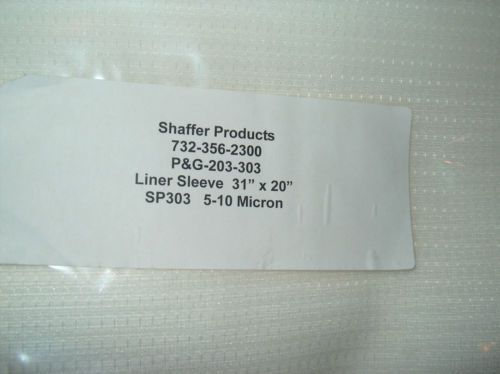 Shaffer Products
732-356-2300
P&G-203-303
Liner Sleeve 31” x 20”
SP303 5-10 Micron